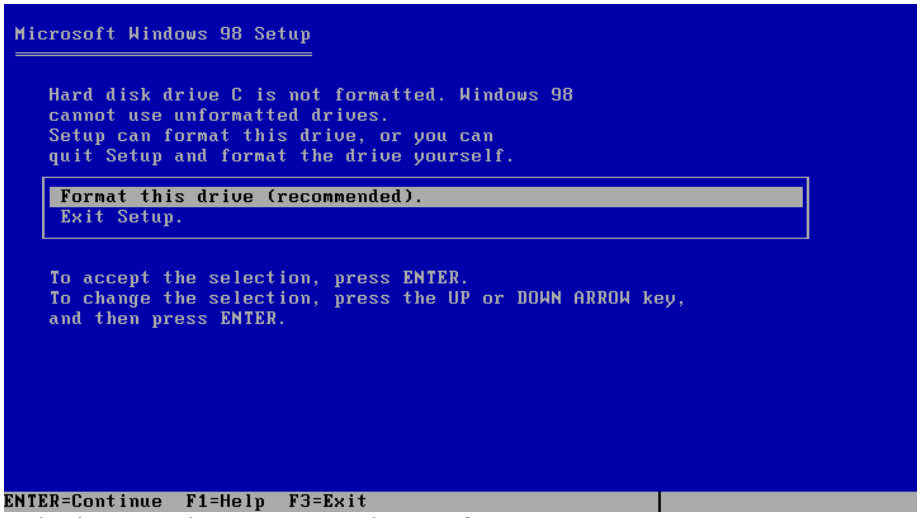 Microsoft Windows 98 Setup
Hard disk drive C is not formatted. Windows 98
cannot use unformatted drives.
Setup can format this drive, or you can
quit Setup and format the drive yourself.
Format this drive (recommended).
Exit Setup.
To accept the selection, press ENTER.
To change the selection, press the UP or DOWN ARROW key,
and then press ENTER.
ENTER=Continue F1=Help F3=Exit